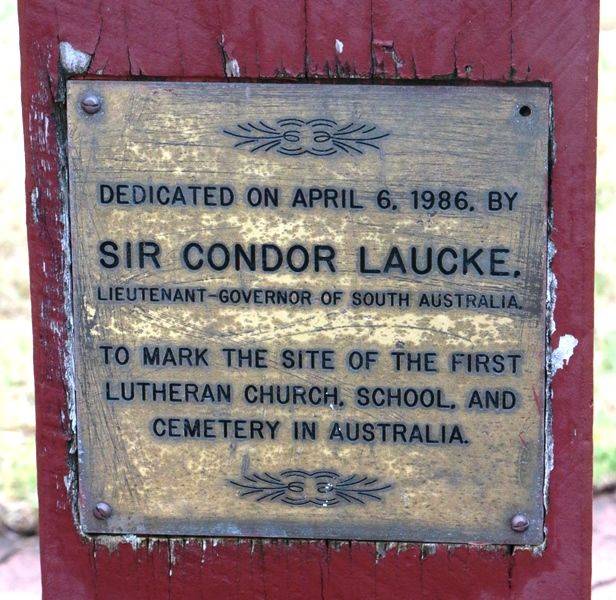 DEDICATED ON APRIL 6, 1986, BY
SIR CONDOR LAUCKE,
LIEUTENANT-GOVERNOR OF SOUTH AUSTRALIA,
TO MARK THE SITE OF THE FIRST
LUTHERAN CHURCH, SCHOOL, AND
CEMETERY IN AUSTRALIA.